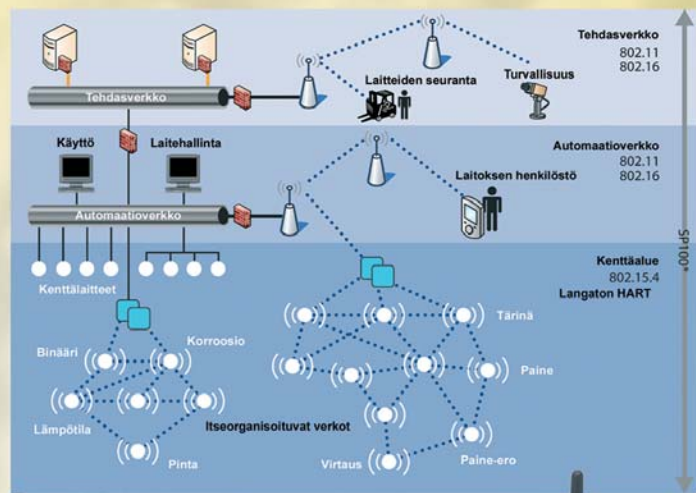 Tehdasverkko
802.11
802.16
Laitteiden seuranta
Turvallisuus
Tehdasverkko
Käyttö
Laitehallinta
Automaatioverkko
802.11
802.16
Laitoksen henkilöstö
Automaatioverkko
SP100*
Kenttäalue
802.15.4
Langaton HART
Kenttälaitteet
Binääri
Korroosio
Tärinä
Paine
Lämpötila
Itseorganisoituvat verkot
Pinta
Virtaus
Paine-ero